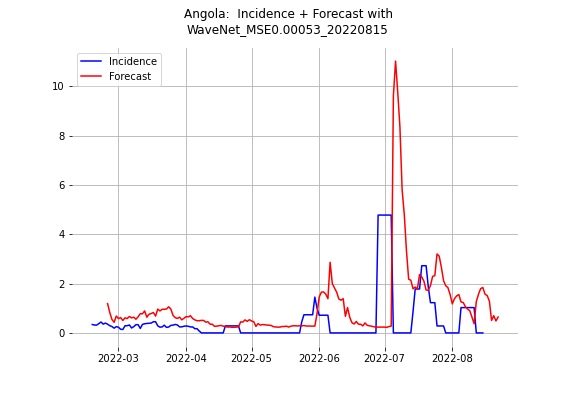 Angola:  Incidence + Forecast with
WaveNet_MSE0.00053_20220815
Incidence
Forecast
10
8
6
4
2
0
2022-03 2022-04 2022-05 2022-06 2022-07 2022-08